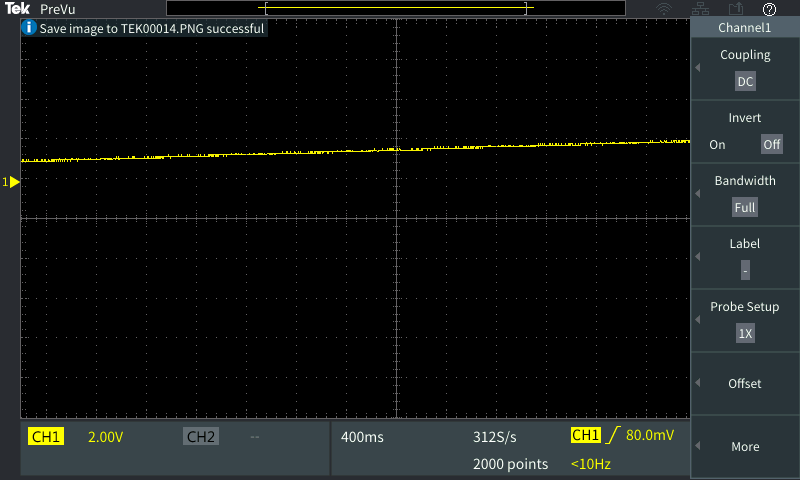 Tek PreVu
Save image to TEK00014.PNG successful
Channel1
Coupling
DC
Invert
On Off
Bandwidth
Full
Label
-
Probe Setup
1X
Offset
More
1
CH1 2.00V CH2 -- 400ms 312S/s CH1 80.0mV
2000 points <10Hz